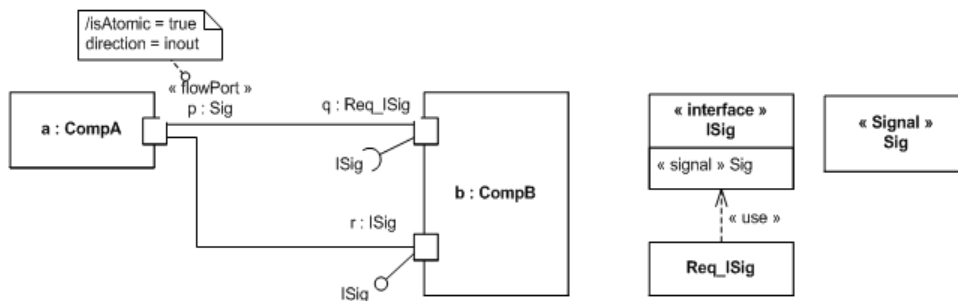 /isAtomic = true
direction = inout
« flowPort »
p : Sig
q : Req_ISig
a : CompA
ISig
b : CompB
r : ISig
ISig
« interface »
ISig
« signal » Sig
« use »
Req_ISig
« Signal »
Sig